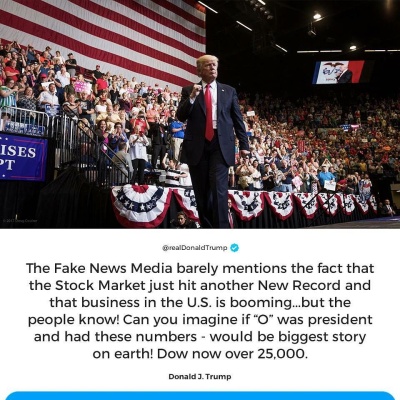 ISES
PT
@realDonaldTrump
The Fake News Media barely mentions the fact that
the Stock Market just hit another New Record and
that business in the U.S. is booming...but the
people know! Can you imagine if “O” was president
and had these numbers - would be biggest story
on earth! Dow now over 25,000.
Donald J. Trump